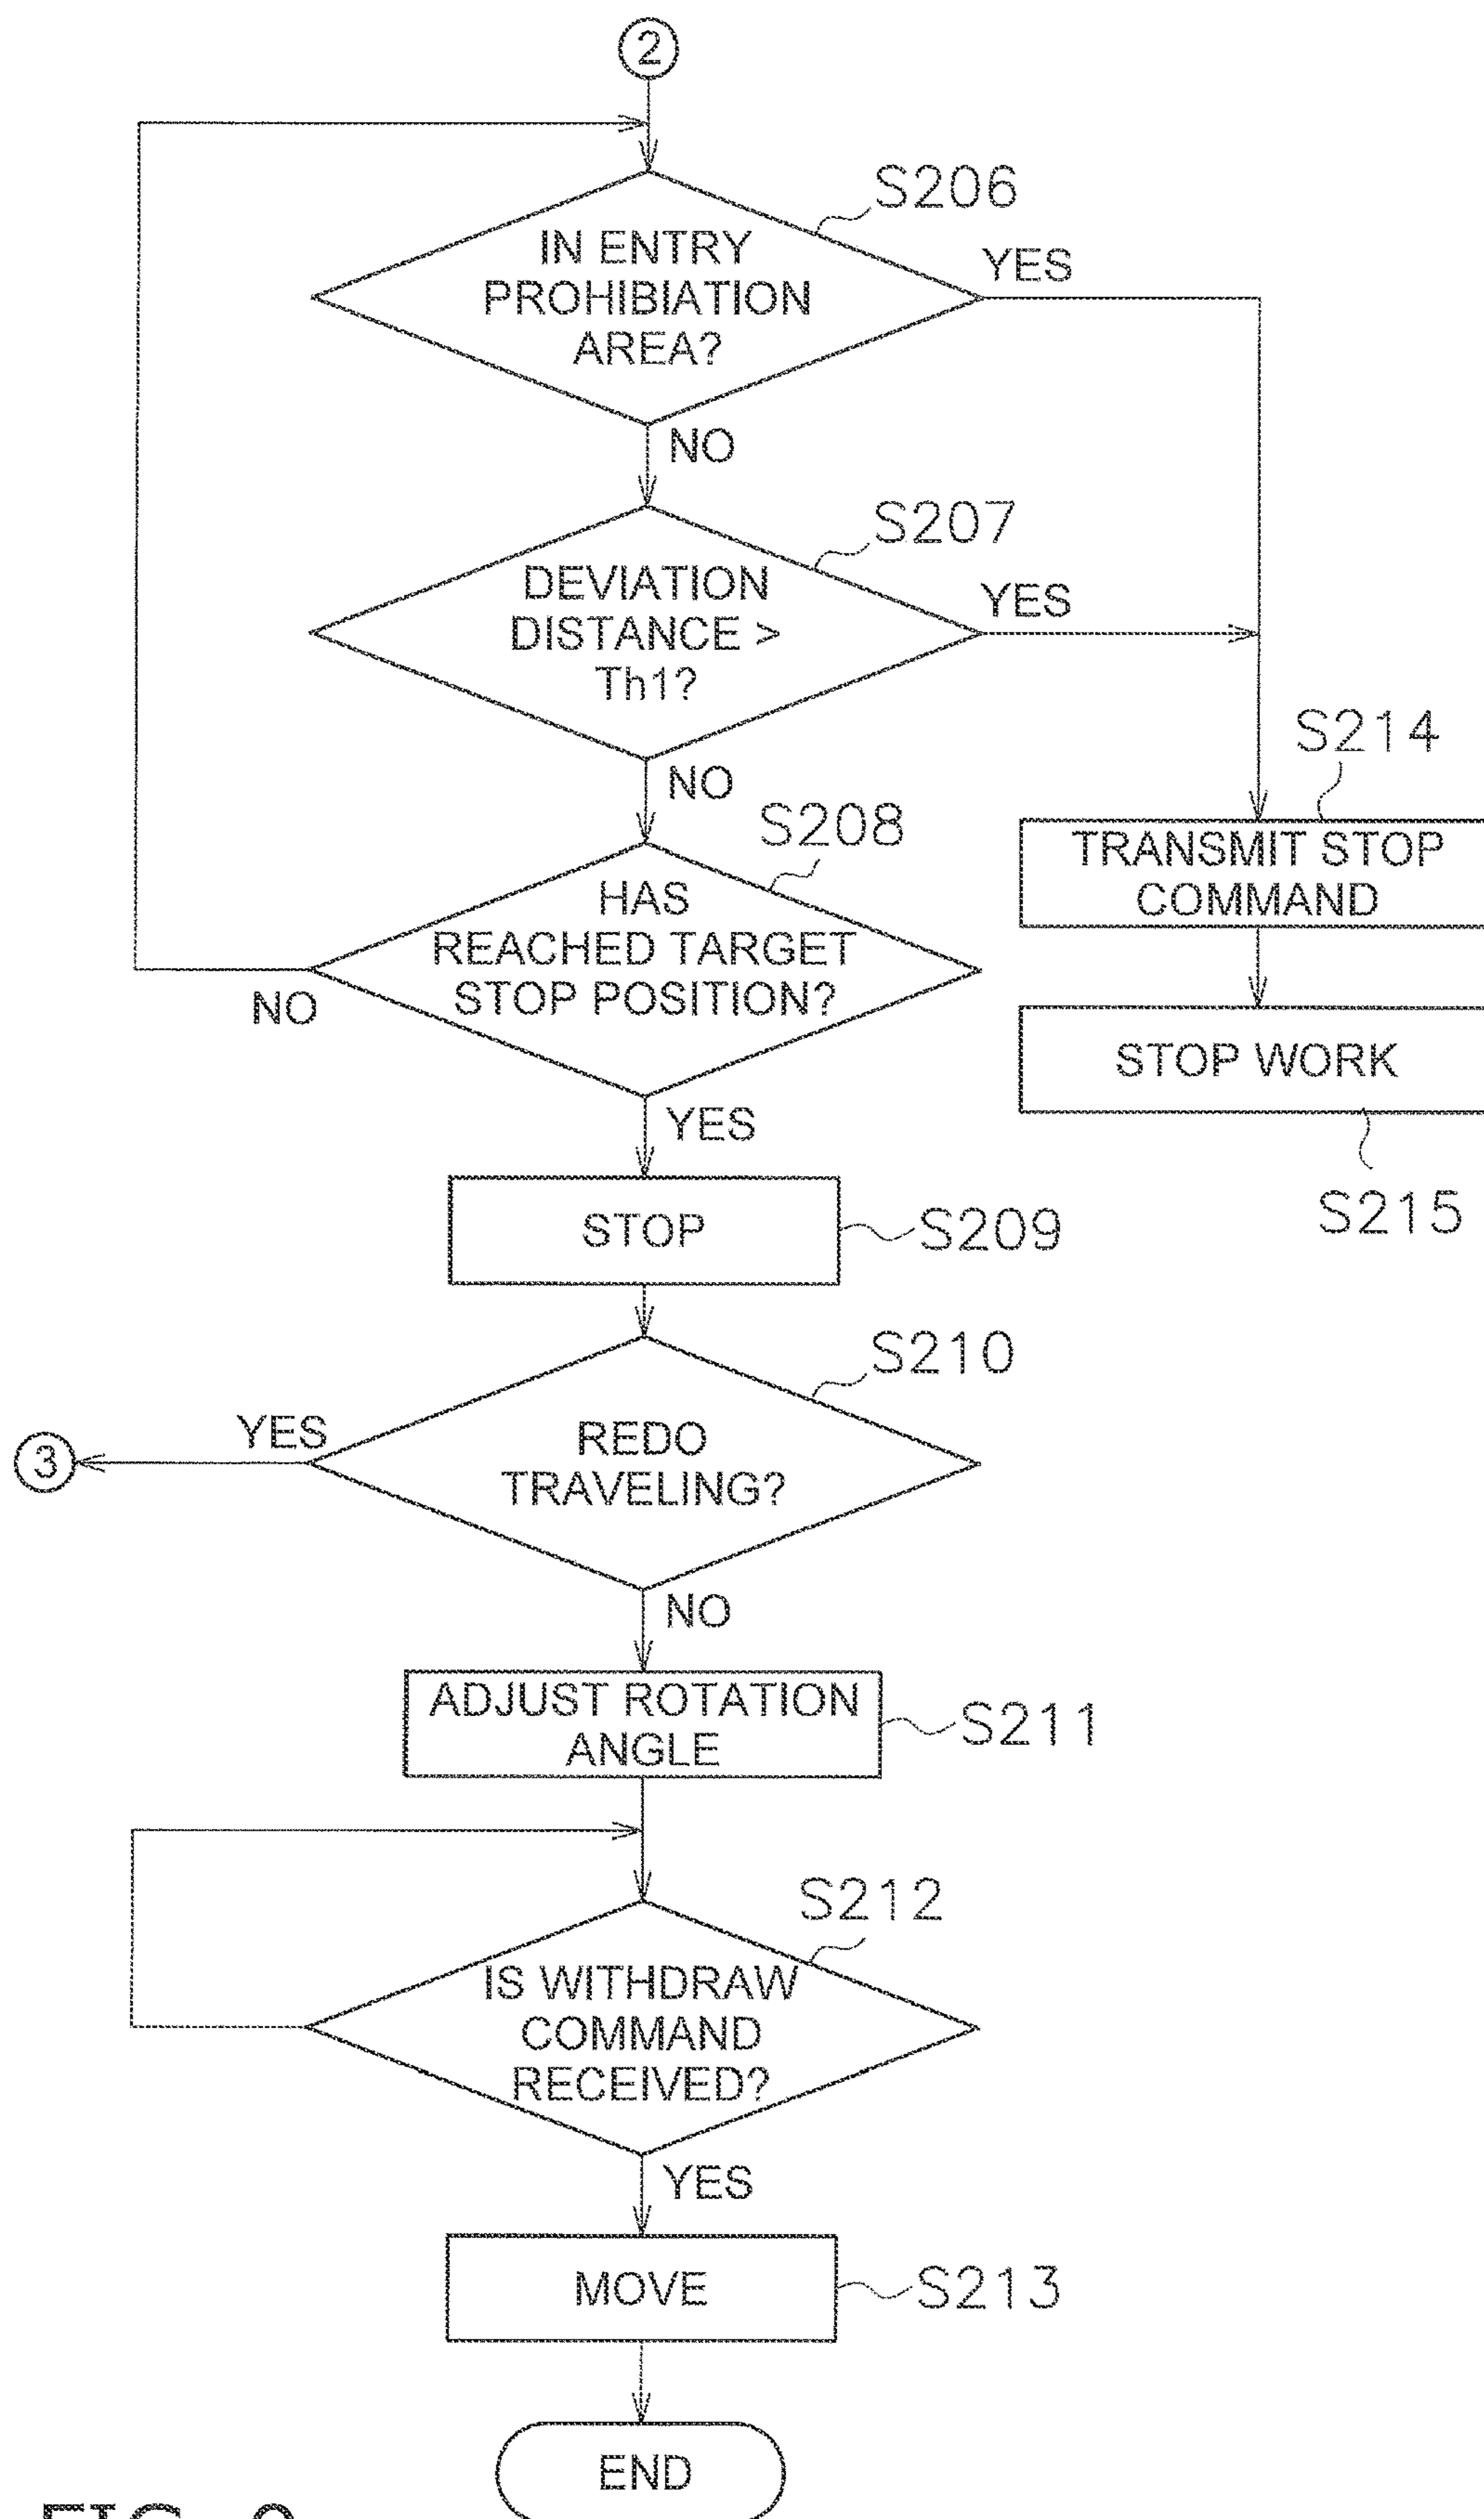 2
S206
IN ENTRY
PROHIBIATION
AREA?
YES
NO
S207
DEVIATION
DISTANCE >
Th1?
YES
NO
S214
TRANSMIT STOP
COMMAND
S208
HAS
REACHED TARGET
STOP POSITION?
NO
STOP WORK
YES
S215
STOP
S209
S210
YES
3
REDO
TRAVELING?
NO
ADJUST ROTATION
ANGLE
S211
S212
IS WITHDRAW
COMMAND
RECEIVED?
YES
MOVE
S213
END